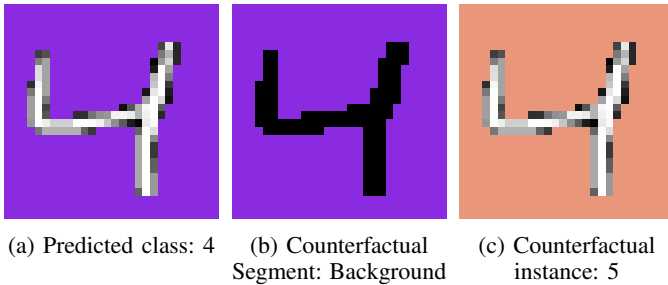 (a) Predicted class: 4
(b) Counterfactual
Segment: Background
(c) Counterfactual
instance: 5